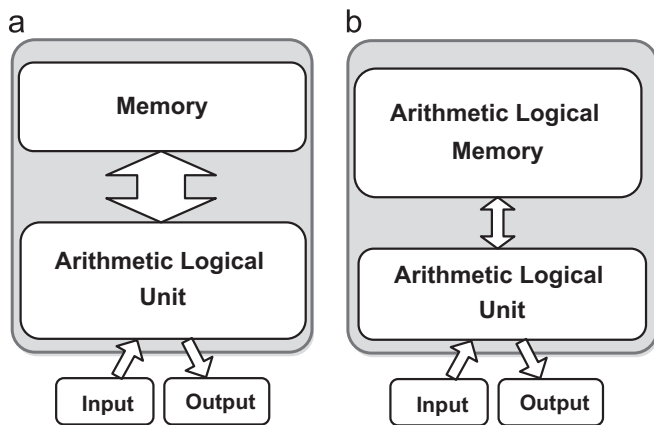 a
Memory
Arithmetic Logical
Unit
Input
Output
b
Arithmetic Logical
Memory
Arithmetic Logical
Unit
Input
Output